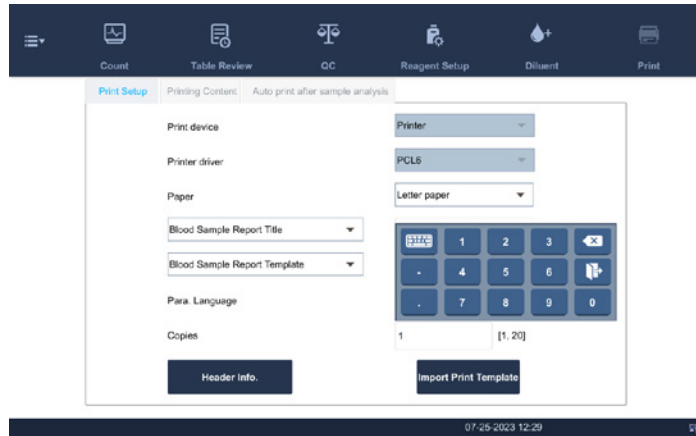 Count Table Review QC Reagent Setup Diluent Print
Print Setup Printing Content Auto print after sample analysis
Print device Printer
Printer driver PCL6
Paper Letter paper
Blood Sample Report Title
1 2 3
Blood Sample Report Template
- 4 5 6
Para. Language . 7 8 9 0
Copies 1 [1, 20]
Header Info. Import Print Template
07-25-2023 12:29